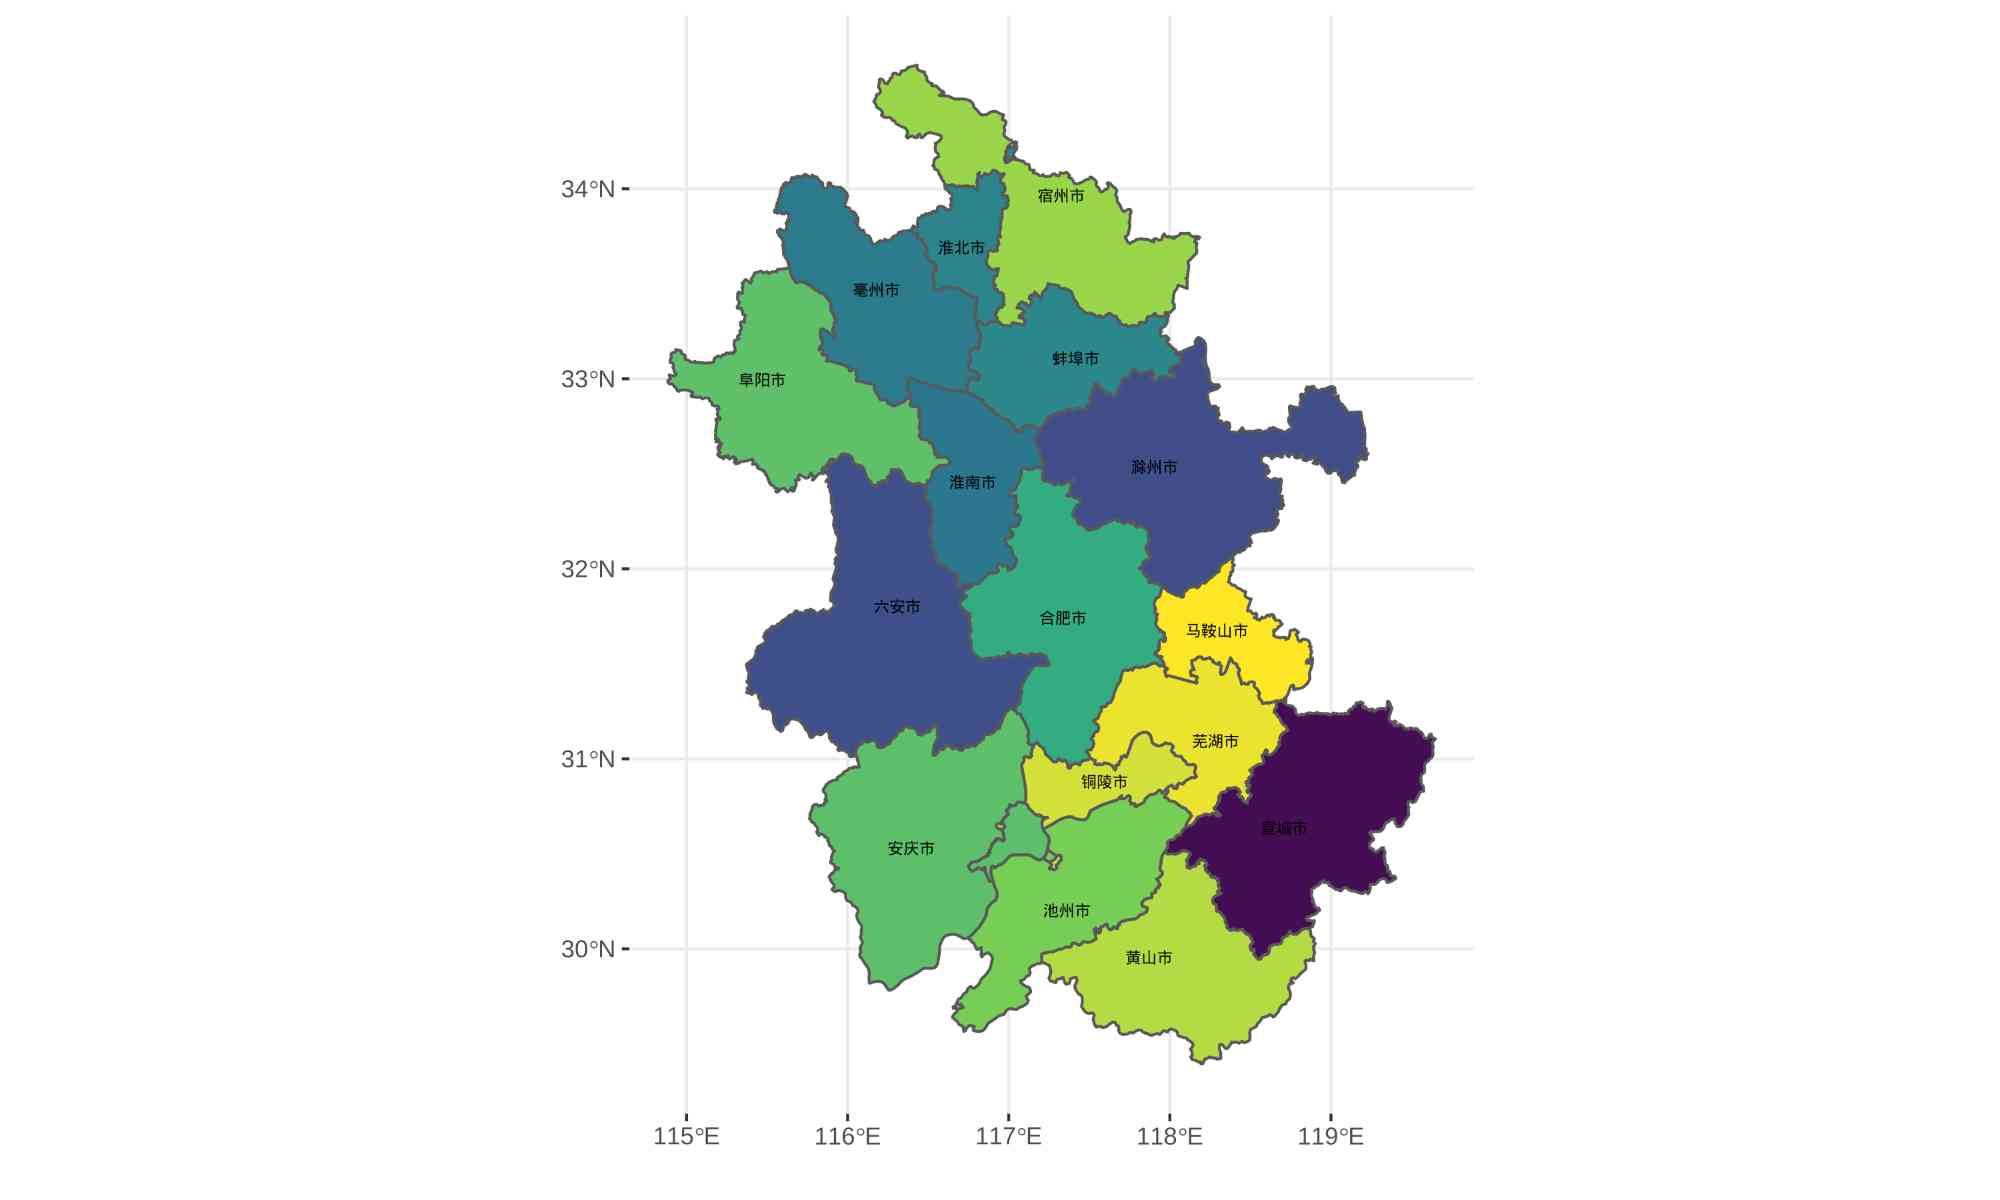 34°N
33°N
32°N
31°N
30°N
宿州市
淮北市
亳州市
蚌埠市
阜阳市
滁州市
淮南市
六安市
合肥市
马鞍山市
芜湖市
铜陵市
宣城市
安庆市
池州市
黄山市
115°E
116°E
117°E
118°E
119°E